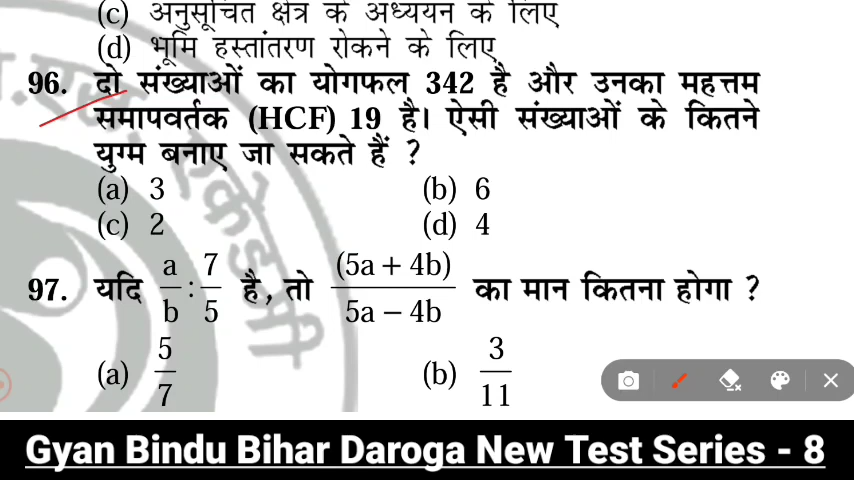 (c) अनुसूचित क्षेत्र के अध्ययन के लिए
(d) भूमि हस्तांतरण रोकने के लिए
96. दो संख्याओं का योगफल 342 है और उनका महत्तम
समापवर्तक (HCF) 19 है। ऐसी संख्याओं के कितने
युग्म बनाए जा सकते हैं ?
(a) 3 (b) 6
(c) 2 (d) 4
97. यदि a/b : 7/5 है, तो (5a + 4b)/(5a − 4b) का मान कितना होगा ?
(a) 5/7 (b) 3/11
Gyan Bindu Bihar Daroga New Test Series - 8